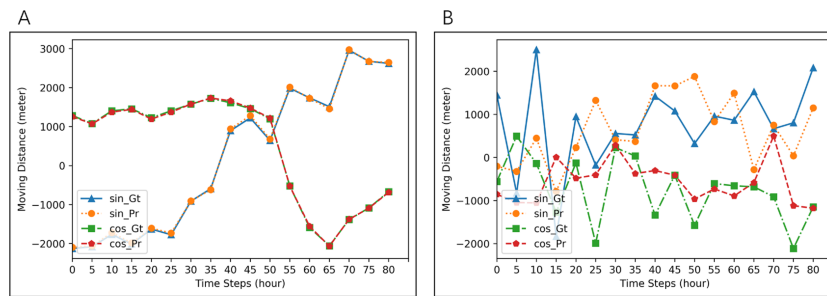 A
B
Moving Distance (meter)
3000
2000
1000
0
−1000
−2000
sin_Gt
sin_Pr
cos_Gt
cos_Pr
0 5 10 15 20 25 30 35 40 45 50 55 60 65 70 75 80
Time Steps (hour)
Moving Distance (meter)
2000
1000
0
−1000
−2000
sin_Gt
sin_Pr
cos_Gt
cos_Pr
0 5 10 15 20 25 30 35 40 45 50 55 60 65 70 75 80
Time Steps (hour)